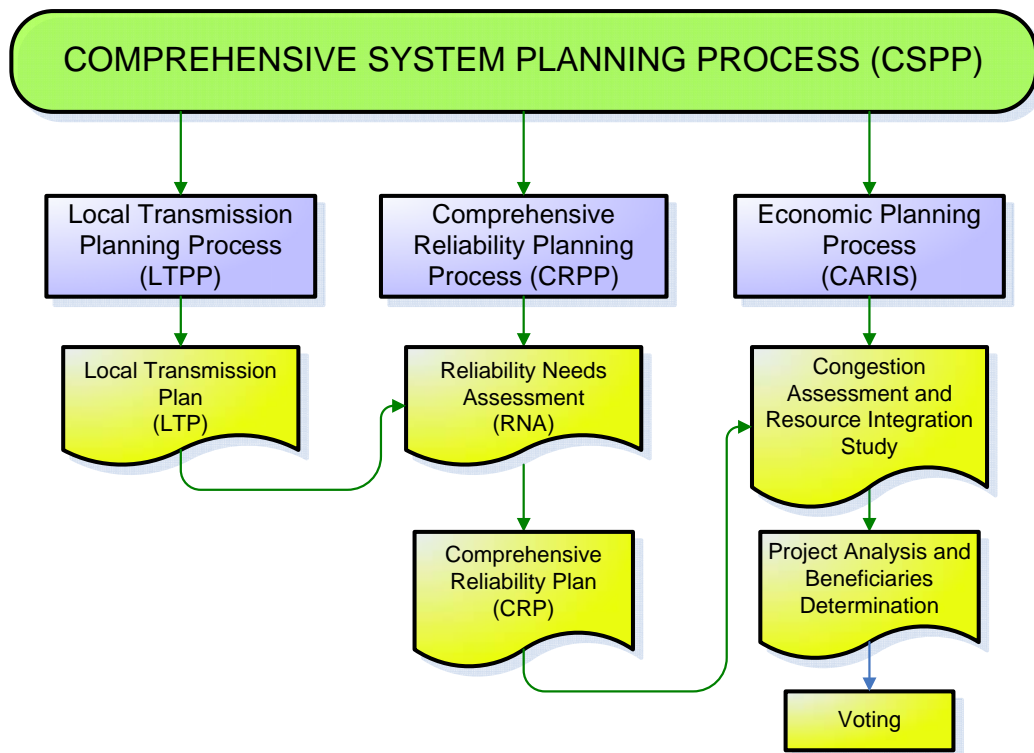 COMPREHENSIVE SYSTEM PLANNING PROCESS (CSPP)
Local Transmission
Planning Process
(LTPP)
Comprehensive
Reliability Planning
Process (CRPP)
Economic Planning
Process
(CARIS)
Local Transmission
Plan
(LTP)
Reliability Needs
Assessment
(RNA)
Congestion
Assessment and
Resource Integration
Study
Comprehensive
Reliability Plan
(CRP)
Project Analysis and
Beneficiaries
Determination
Voting